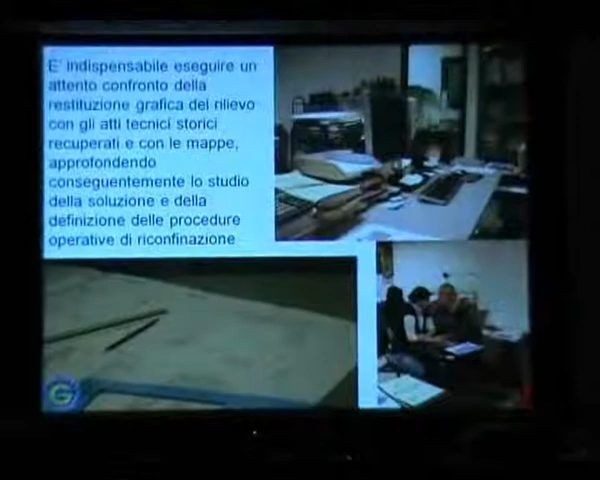 E' indispensabile eseguire un
attento confronto della
restituzione grafica del rilievo
con gli atti tecnici storici
recuperati e con le mappe,
approfondendo
conseguentemente lo studio
della soluzione e della
definizione delle procedure
operative di riconfinazione
G